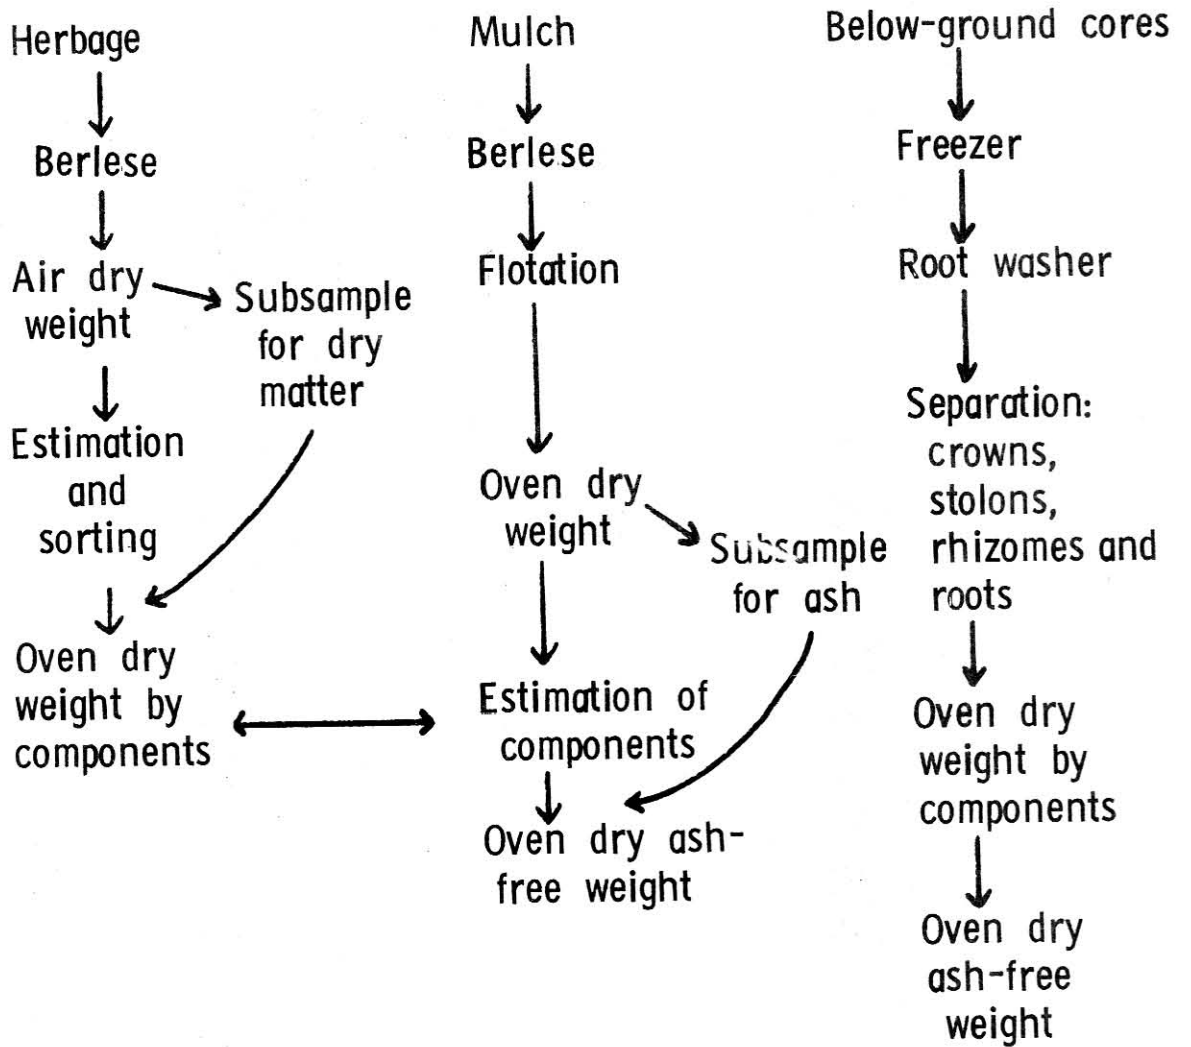 Herbage
Berlese
Air dry
weight
Subsample
for dry
matter
Estimation
and
sorting
Oven dry
weight by
components
Mulch
Berlese
Flotation
Oven dry
weight
Subsample
for ash
Estimation of
components
Oven dry ash-
free weight
Below-ground cores
Freezer
Root washer
Separation:
crowns,
stolons,
rhizomes and
roots
Oven dry
weight by
components
Oven dry
ash-free
weight